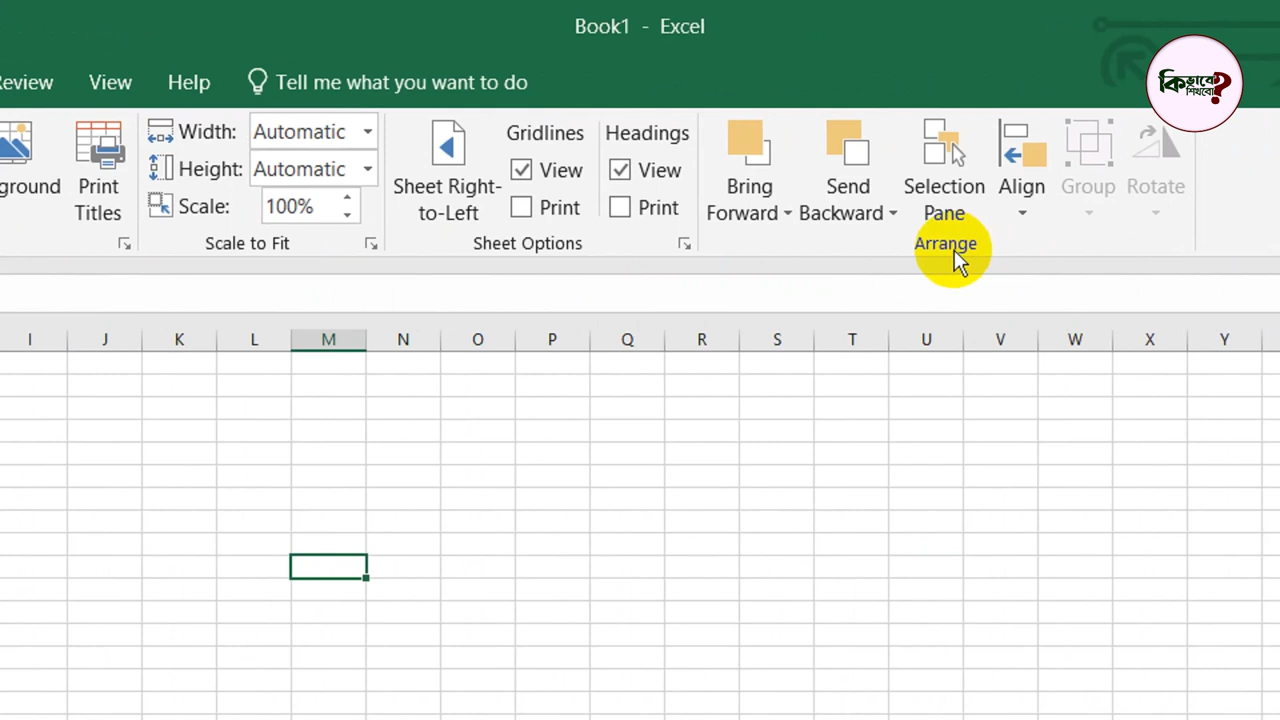 Book1 - Excel
Review View Help Tell me what you want to do
কিভাবে শিখবো?
Width: Automatic Gridlines Headings
Height: Automatic View View
Scale: 100% Print Print
ground Print Titles Sheet Right-to-Left Bring Forward Send Backward Selection Pane Align Group Rotate
Scale to Fit Sheet Options Arrange
I J K L M N O P Q R S T U V W X Y